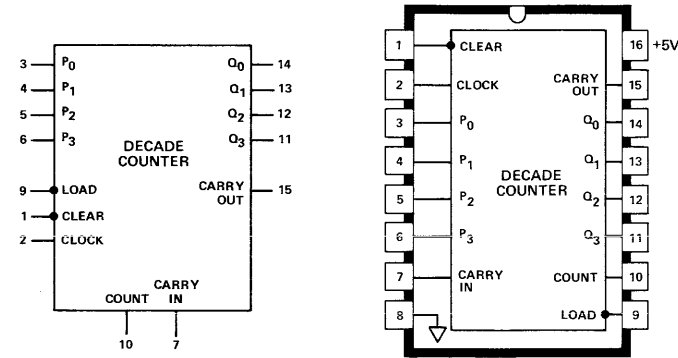 3 P0 Q0 14
4 P1 Q1 13
5 P2 Q2 12
6 P3 Q3 11
DECADE
COUNTER
9 LOAD CARRY OUT 15
1 CLEAR
2 CLOCK
COUNT CARRY IN
10 7
1 CLEAR 16 +5V
2 CLOCK CARRY OUT 15
3 P0 Q0 14
4 P1 Q1 13
DECADE
COUNTER
5 P2 Q2 12
6 P3 Q3 11
7 CARRY IN COUNT 10
8 LOAD 9